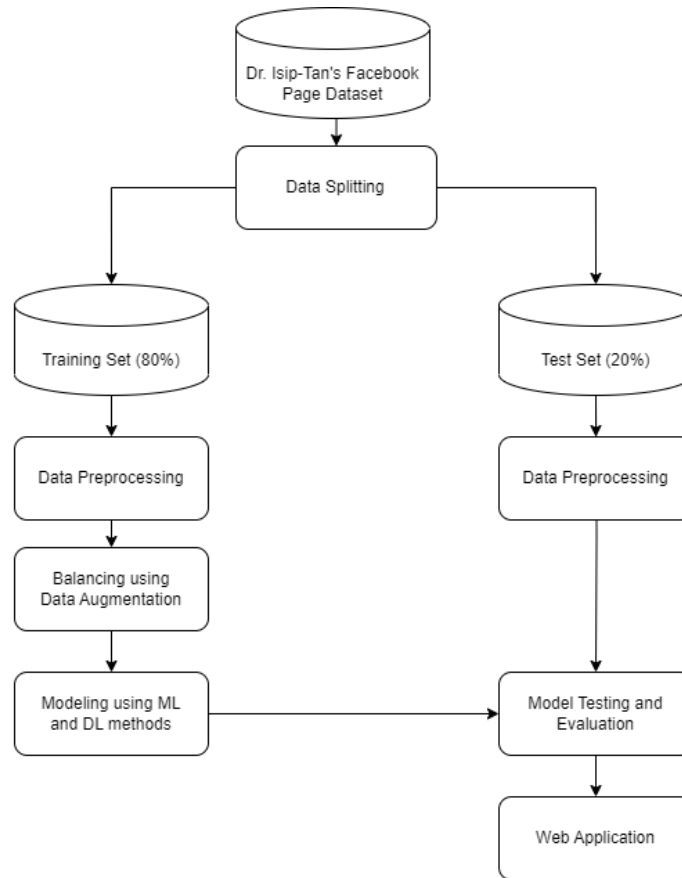 Dr. Isip-Tan's Facebook
Page Dataset
Data Splitting
Training Set (80%)
Test Set (20%)
Data Preprocessing
Data Preprocessing
Balancing using
Data Augmentation
Modeling using ML
and DL methods
Model Testing and
Evaluation
Web Application